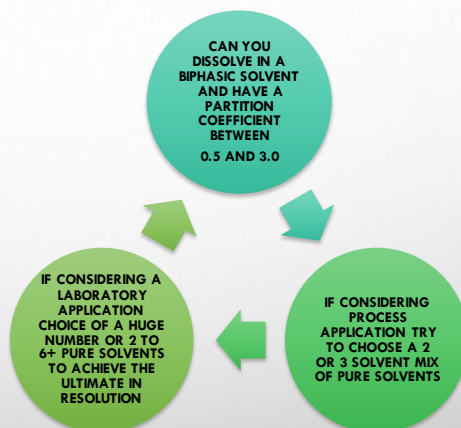 CAN YOU
DISSOLVE IN A
BIPHASIC SOLVENT
AND HAVE A
PARTITION
COEFFICIENT
BETWEEN
0.5 AND 3.0
IF CONSIDERING
PROCESS
APPLICATION TRY
TO CHOOSE A 2
OR 3 SOLVENT MIX
OF PURE SOLVENTS
IF CONSIDERING A
LABORATORY
APPLICATION
CHOICE OF A HUGE
NUMBER OR 2 TO
6+ PURE SOLVENTS
TO ACHIEVE THE
ULTIMATE IN
RESOLUTION